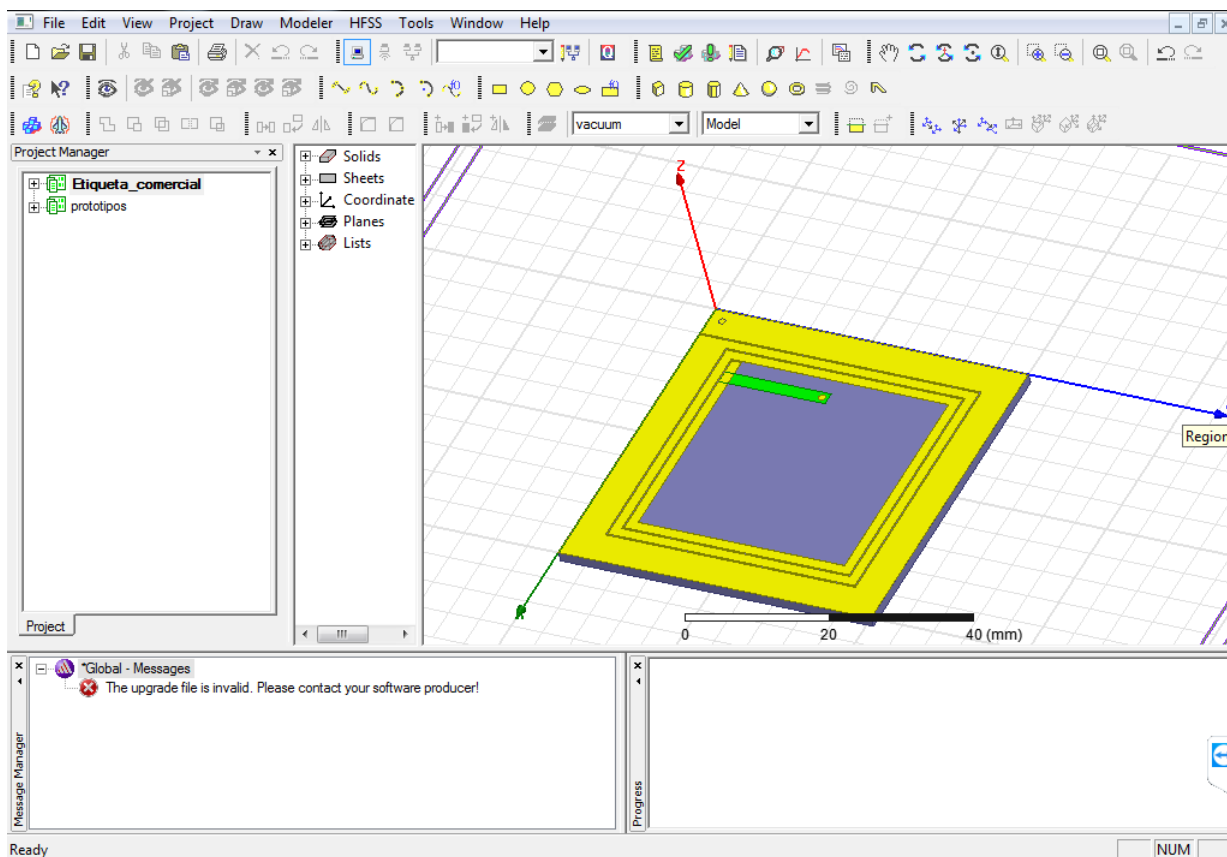 File Edit View Project Draw Modeler HFSS Tools Window Help
vacuum Model
Project Manager
Etiqueta_comercial
prototipos
Project
Solids
Sheets
Coordinate
Planes
Lists
Z
Region
0 20 40 (mm)
*Global - Messages
The upgrade file is invalid. Please contact your software producer!
Message Manager
Progress
Ready
NUM